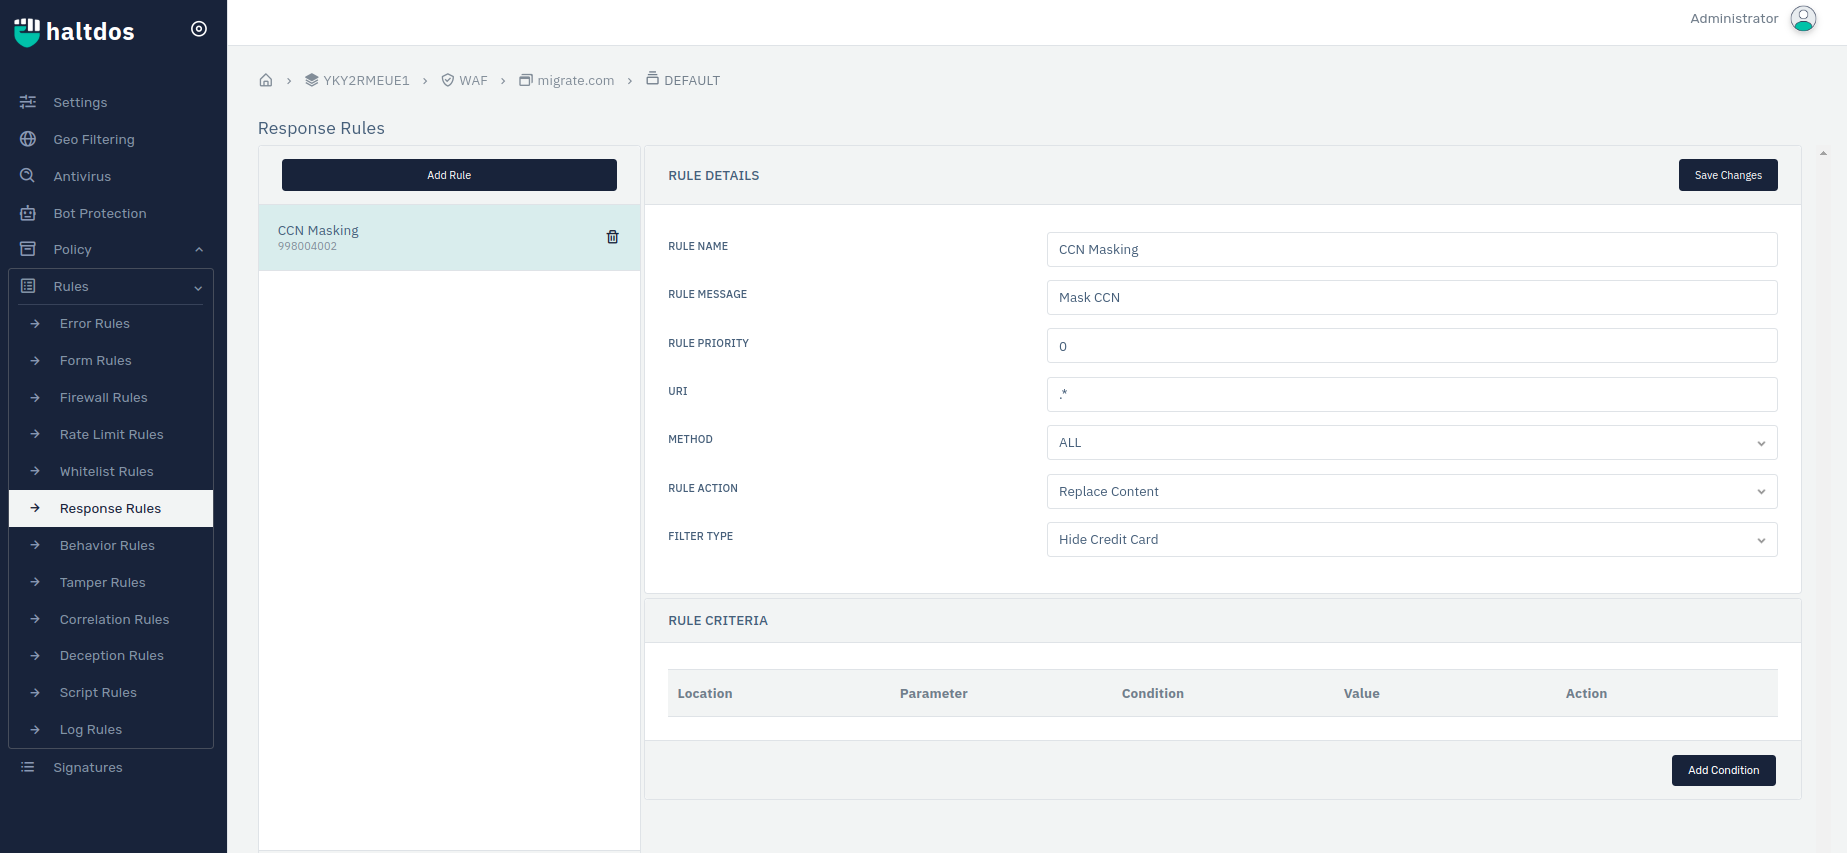 haltdos
Administrator
Settings
Geo Filtering
Antivirus
Bot Protection
Policy
Rules
Error Rules
Form Rules
Firewall Rules
Rate Limit Rules
Whitelist Rules
Response Rules
Behavior Rules
Tamper Rules
Correlation Rules
Deception Rules
Script Rules
Log Rules
Signatures
YKY2RMEUE1 > WAF > migrate.com > DEFAULT
Response Rules
Add Rule
CCN Masking
998004002
RULE DETAILS
Save Changes
RULE NAME CCN Masking
RULE MESSAGE Mask CCN
RULE PRIORITY 0
URI .*
METHOD ALL
RULE ACTION Replace Content
FILTER TYPE Hide Credit Card
RULE CRITERIA
Location Parameter Condition Value Action
Add Condition